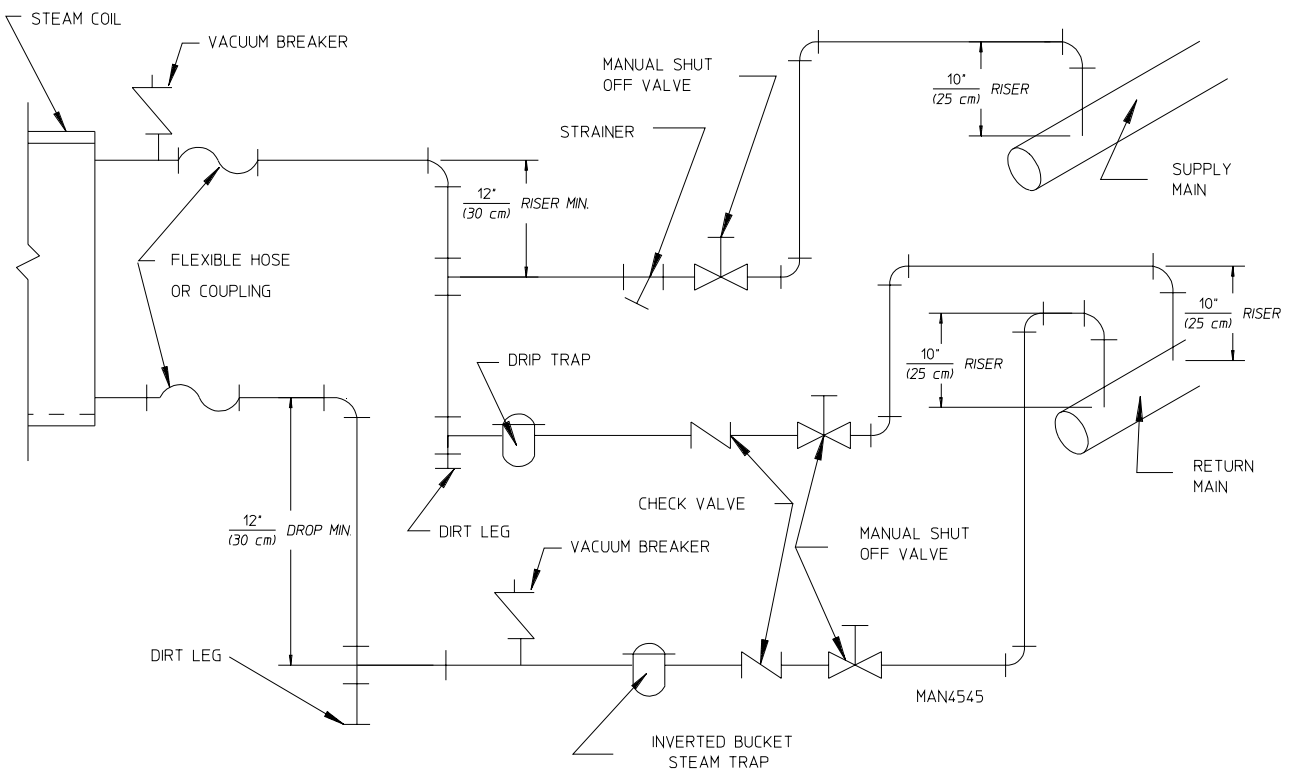 STEAM COIL
VACUUM BREAKER
MANUAL SHUT
OFF VALVE
10"
(25 cm) RISER
STRAINER
SUPPLY
MAIN
12"
(30 cm) RISER MIN.
FLEXIBLE HOSE
OR COUPLING
10"
(25 cm) RISER
10"
(25 cm) RISER
DRIP TRAP
RETURN
MAIN
CHECK VALVE
DIRT LEG
12"
(30 cm) DROP MIN.
VACUUM BREAKER
MANUAL SHUT
OFF VALVE
DIRT LEG
MAN4545
INVERTED BUCKET
STEAM TRAP